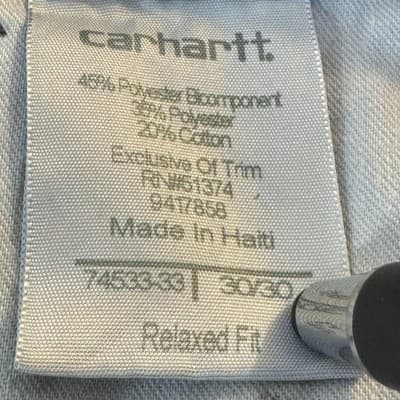 carhartt.
45% Polyester Bicomponent
35% Polyester
20% Cotton
Exclusive Of Trim
RN#51374
9417858
Made In Haiti
74533-33 30/30
Relaxed Fit